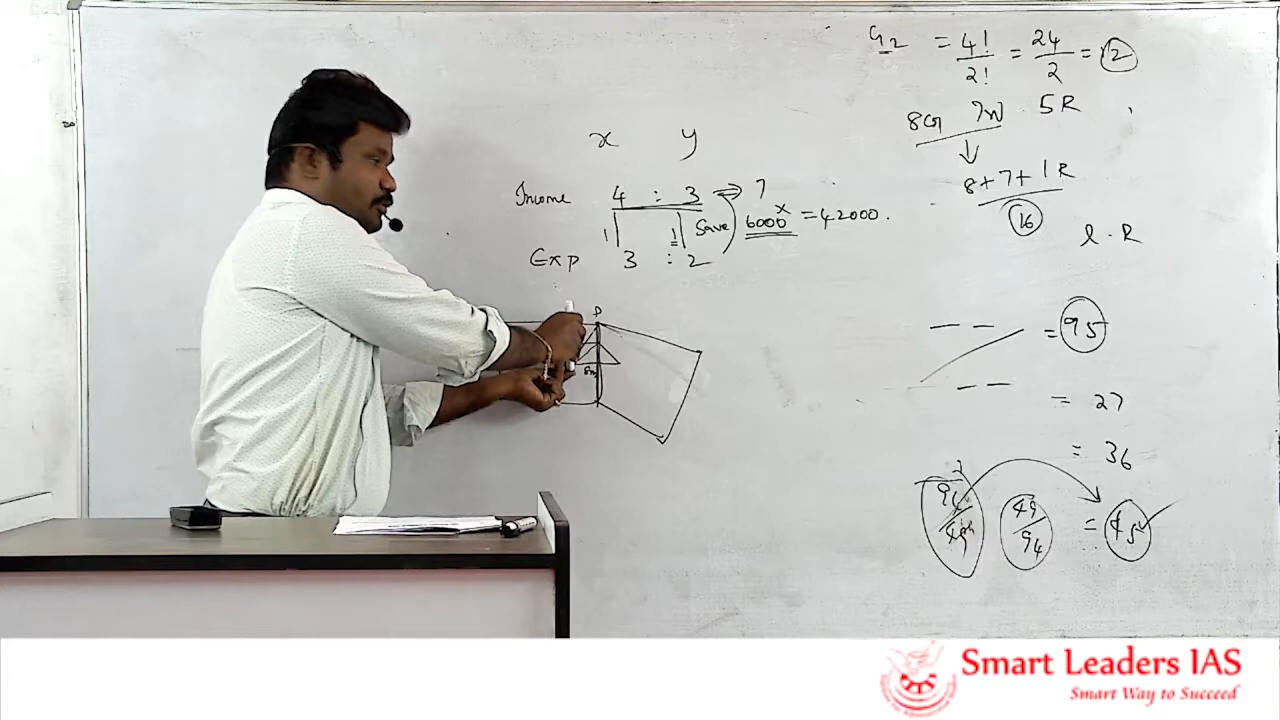 x y
Income 4 : 3 ⇒ 7
1 1 Save 6000 x = 42000.
Exp 3 : 2
= 4!/2! = 24/2 = 12
8G 7W 5R
8+7+1R
16
l. R
= 95
= 27
= 36
49/94 = 45
Smart Leaders IAS
Smart Way to Succeed